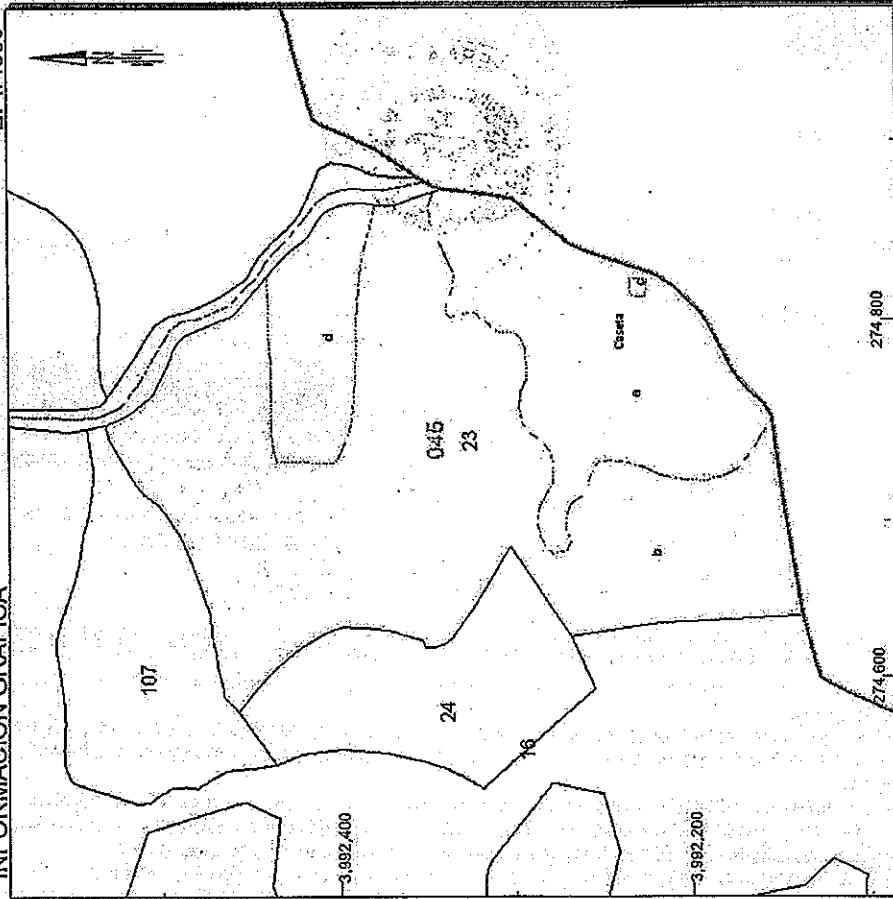 INFORMACIÓN GRÁFICA
N
107
d
045
23
Caseta
c
a
b
24
16
3,992,400
3,992,200
274,800
274,600